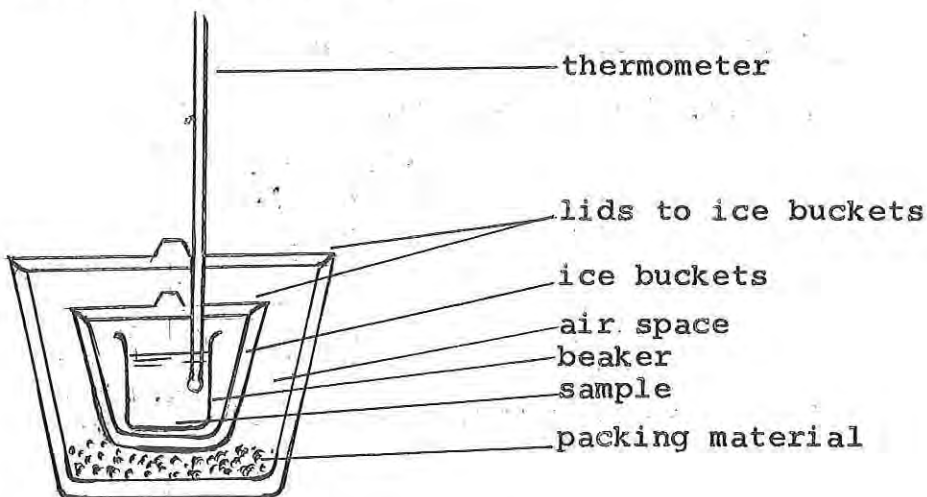 thermometer
lids to ice buckets
ice buckets
air space
beaker
sample
packing material